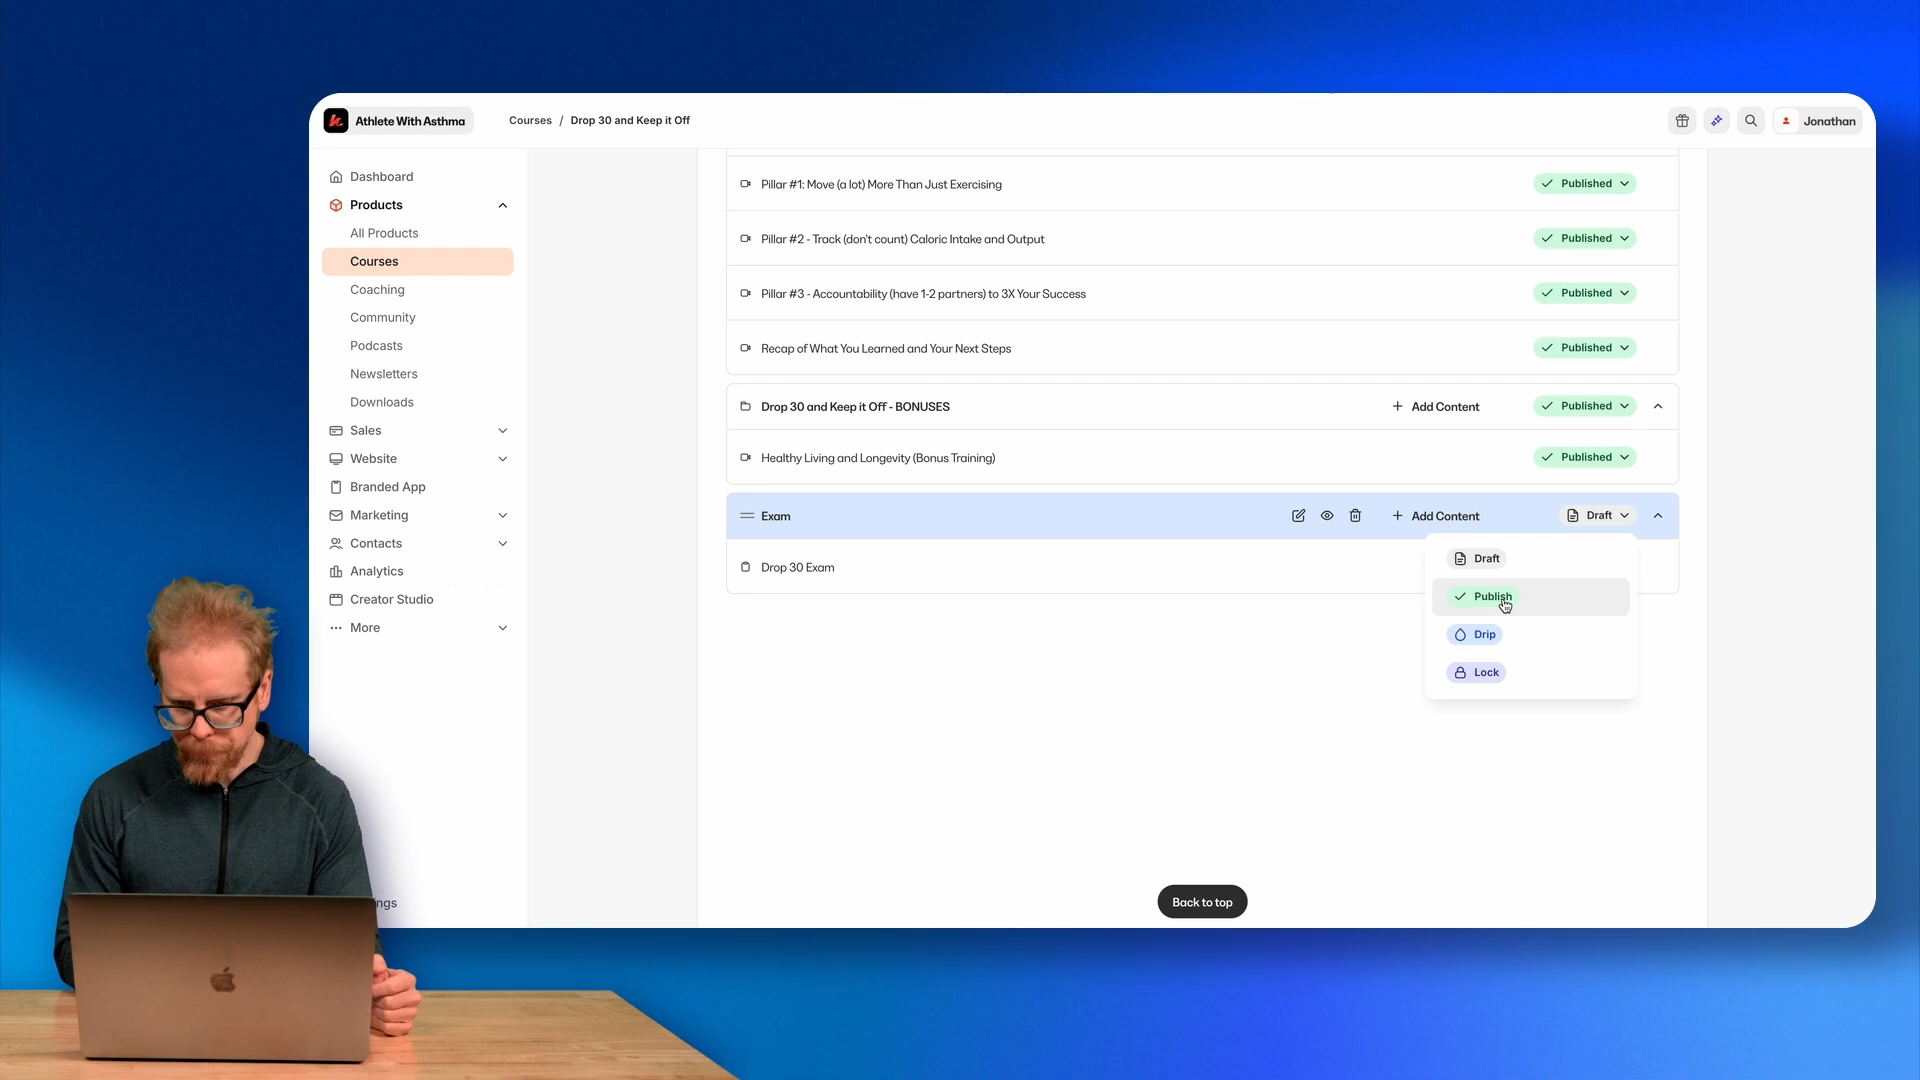 Athlete With Asthma
Courses / Drop 30 and Keep it Off
Jonathan
Dashboard
Products
All Products
Courses
Coaching
Community
Podcasts
Newsletters
Downloads
Sales
Website
Branded App
Marketing
Contacts
Analytics
Creator Studio
More
ngs
Pillar #1: Move (a lot) More Than Just Exercising
Published
Pillar #2 - Track (don't count) Caloric Intake and Output
Published
Pillar #3 - Accountability (have 1-2 partners) to 3X Your Success
Published
Recap of What You Learned and Your Next Steps
Published
Drop 30 and Keep it Off - BONUSES
+ Add Content
Published
Healthy Living and Longevity (Bonus Training)
Published
Exam
+ Add Content
Draft
Drop 30 Exam
Draft
Publish
Drip
Lock
Back to top